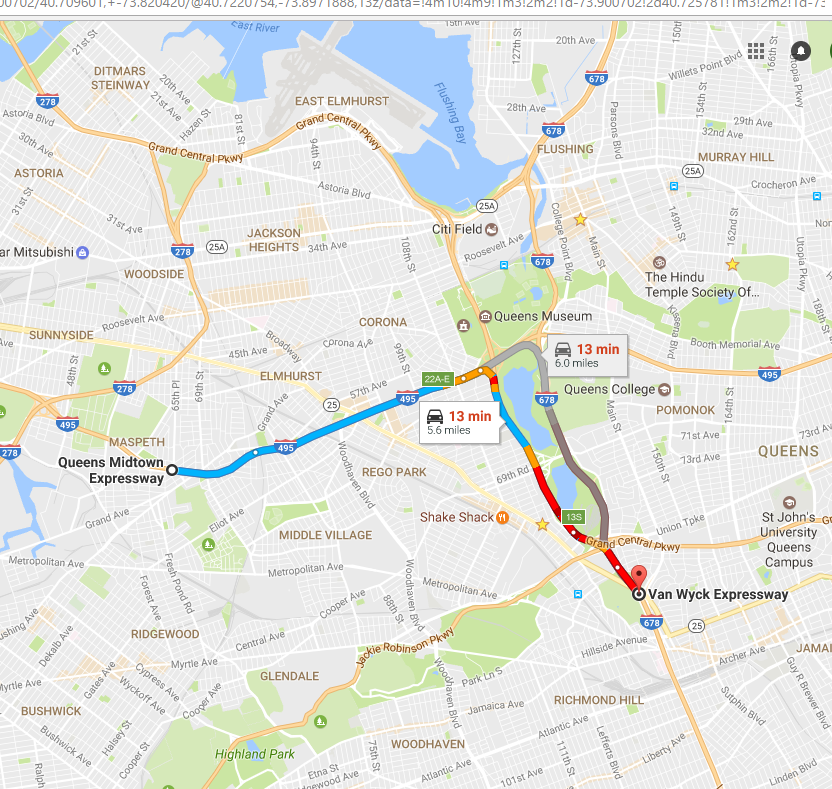 00702/40.709601,+-73.820420/@40.7220754,-73.8971888,13z/data=!4m10!4m9!1m3!2m2!1d-73.900702!2d40.725781!1m3!2m2!1d-73
East River
15th Ave
20th Ave
21st St
127th St
166th St
Utopia Pkwy
DITMARS
STEINWAY
20th Ave
21st Ave
Hazen St
Willets Point Blvd
154th St
278
678
EAST ELMHURST
Grand Central Pkwy
Flushing Bay
28th Ave
Parsons Blvd
29th Ave
32nd Ave
Astoria Blvd
30th Ave
81st St
94th St
678
FLUSHING
MURRAY HILL
Grand Central Pkwy
25A
ASTORIA
31st St
Astoria Blvd
Crocheron Ave
25A
College Point Blvd
149th St
162nd St
31st Ave
JACKSON
HEIGHTS
34th Ave
108th St
Citi Field
Roosevelt Ave
Main St
Utopia Pkwy
ar Mitsubishi
278
25A
678
The Hindu
Temple Society Of...
WOODSIDE
Kissena Blvd
Roosevelt Ave
SUNNYSIDE
CORONA
Queens Museum
45th Ave
Broadway
Corona Ave
99th St
13 min
6.0 miles
Booth Memorial Ave
48th St
65th Pl
69th St
ELMHURST
57th Ave
22A-E
495
278
Grand Ave
25
495
678
Queens College
Main St
164th St
495
13 min
5.6 miles
POMONOK
278
MASPETH
495
71st Ave
73rd Ave
73rd Ave
150th St
QUEENS
Queens Midtown
Expressway
Woodhaven Blvd
REGO PARK
69th Rd
Grand Ave
Eliot Ave
Shake Shack
13S
Union Tpke
St John's
University
Queens
Campus
MIDDLE VILLAGE
Grand Central Pkwy
Metropolitan Ave
Fresh Pond Rd
Forest Ave
Metropolitan Ave
Woodhaven Blvd
Metropolitan Ave
Van Wyck Expressway
Cooper Ave
88th St
678
25
RIDGEWOOD
Central Ave
Jackie Robinson Pkwy
Hillside Avenue
Dekalb Ave
Myrtle Ave
Archer Ave
JAMAI
Myrtle Ave
Gates Ave
Cypress Ave
Wyckoff Ave
Cooper Ave
GLENDALE
Woodhaven Blvd
Park Ln S
Guy R Brewer Blvd
BUSHWICK
Halsey St
Cooper St
Jamaica Ave
RICHMOND HILL
Sutphin Blvd
Bushwick Ave
Atlantic Ave
Highland Park
75th St
WOODHAVEN
111th St
Lefferts Blvd
Liberty Ave
Ralph
Etna St
Atlantic Ave
101st Ave
Linden Blvd